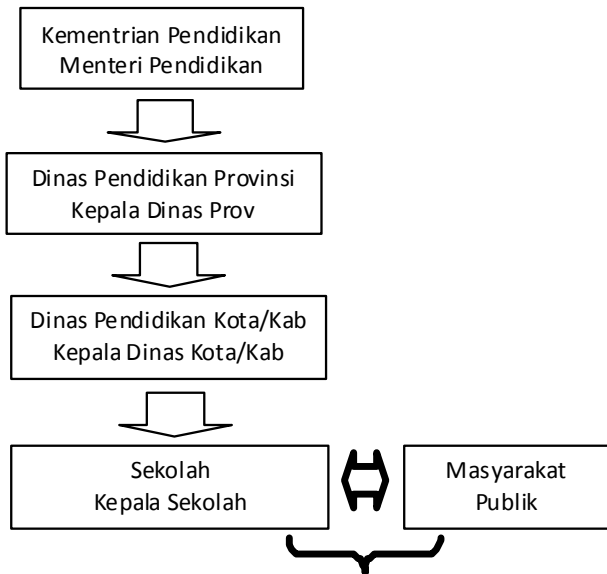 Kementrian Pendidikan
Menteri Pendidikan
Dinas Pendidikan Provinsi
Kepala Dinas Prov
Dinas Pendidikan Kota/Kab
Kepala Dinas Kota/Kab
Sekolah
Kepala Sekolah
Masyarakat
Publik